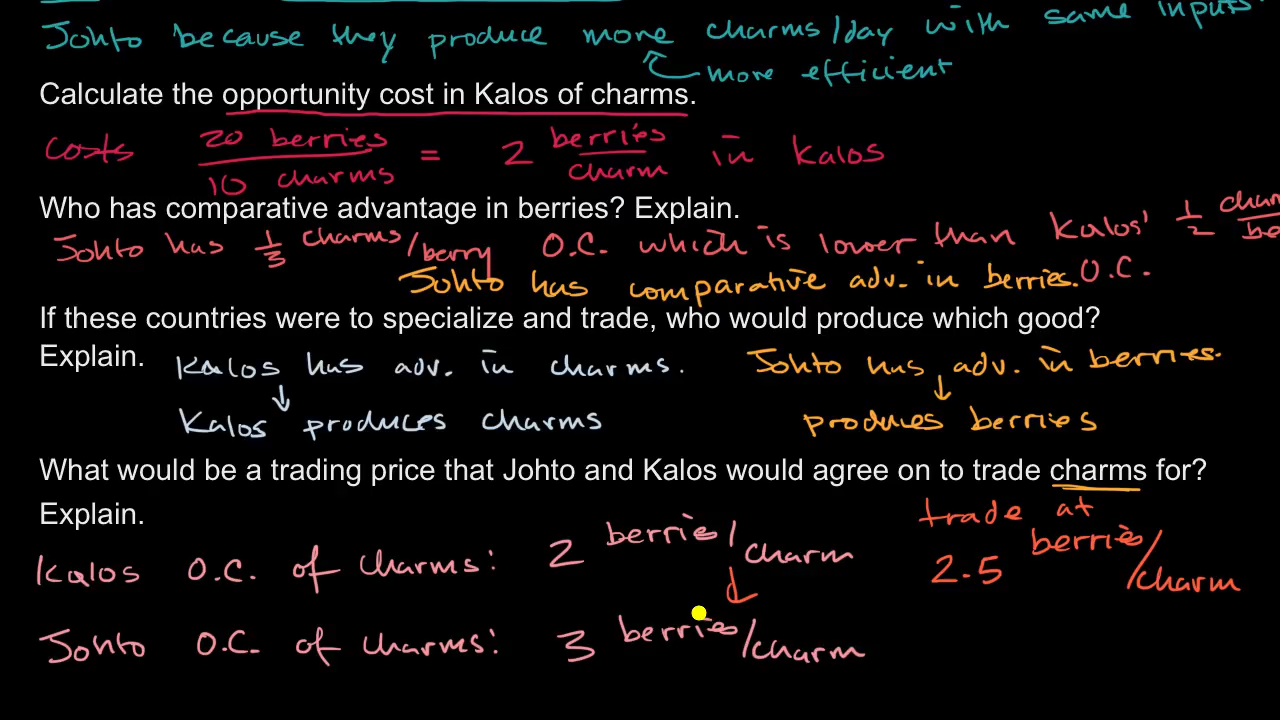 Johto because they produce more charms/day with same inputs.
more efficient
Calculate the opportunity cost in Kalos of charms.
costs 20 berries / 10 charms = 2 berries / charm in Kalos
Who has comparative advantage in berries? Explain.
Johto has 1/3 charms/berry O.C. which is lower than Kalos' 1/2
O.C.
Johto has comparative adv. in berries.
If these countries were to specialize and trade, who would produce which good?
Explain.
Kalos has adv. in charms. Johto has adv. in berries.
Kalos produces charms produces berries
What would be a trading price that Johto and Kalos would agree on to trade charms for?
Explain.
trade at
Kalos O.C. of charms: 2 berries/charm 2.5 berries/charm
Johto O.C. of charms: 3 berries/charm